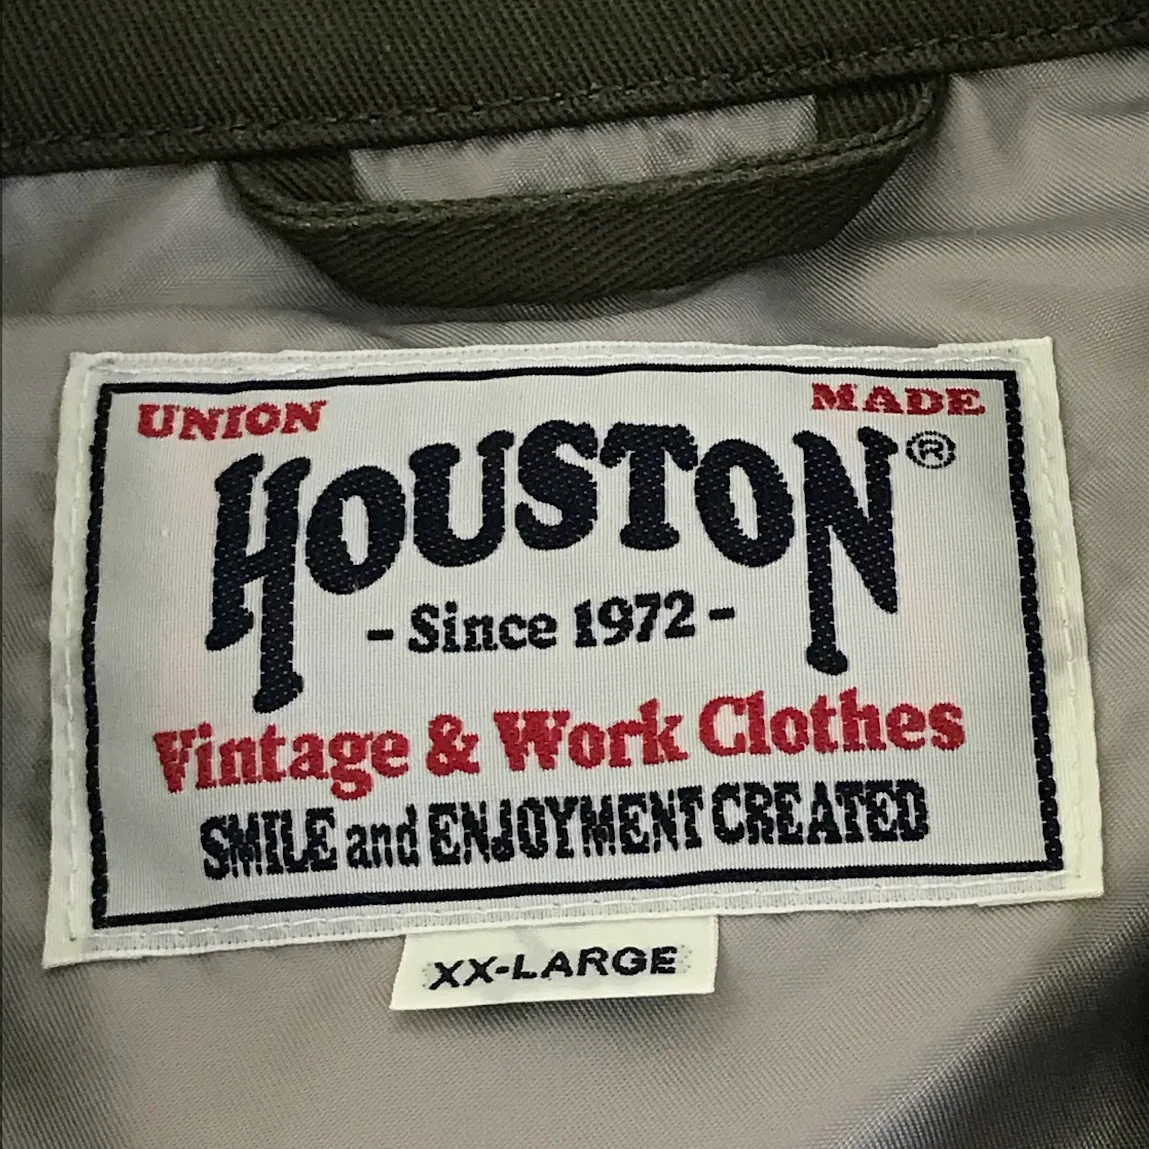 UNION MADE
HOUSTON®
- Since 1972 -
Vintage & Work Clothes
SMILE and ENJOYMENT CREATED
XX-LARGE